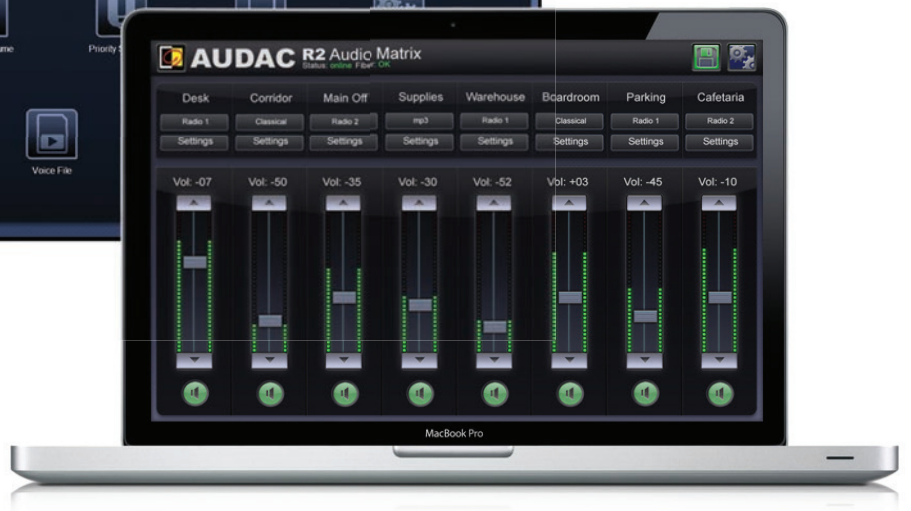 Priority
Voice File
AUDAC R2 Audio Matrix
Status: online Fiber OK
Desk Corridor Main Off Supplies Warehouse Boardroom Parking Cafetaria
Radio 1 Classical Radio 2 mp3 Radio 1 Classical Radio 1 Radio 2
Settings Settings Settings Settings Settings Settings Settings Settings
Vol: -07 Vol: -50 Vol: -35 Vol: -30 Vol: -52 Vol: +03 Vol: -45 Vol: -10
MacBook Pro